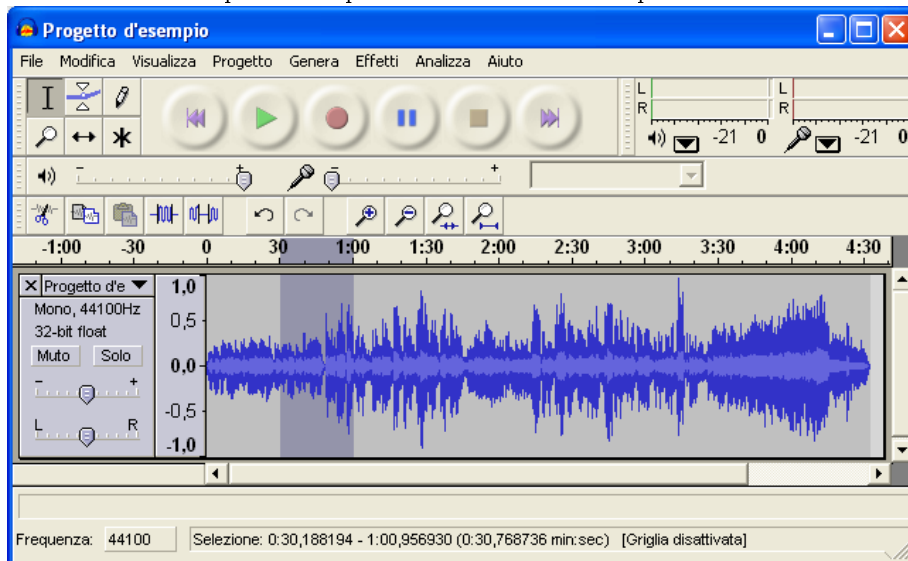 Progetto d'esempio
File Modifica Visualizza Progetto Genera Effetti Analizza Aiuto
L
R
-21 0
L
R
-21 0
- +
- +
-1:00 -30 0 30 1:00 1:30 2:00 2:30 3:00 3:30 4:00 4:30
Progetto d'e
Mono, 44100Hz
32-bit float
Muto Solo
- +
L R
1,0
0,5
0,0
-0,5
-1,0
Frequenza: 44100 Selezione: 0:30,188194 - 1:00,956930 (0:30,768736 min:sec) [Griglia disattivata]